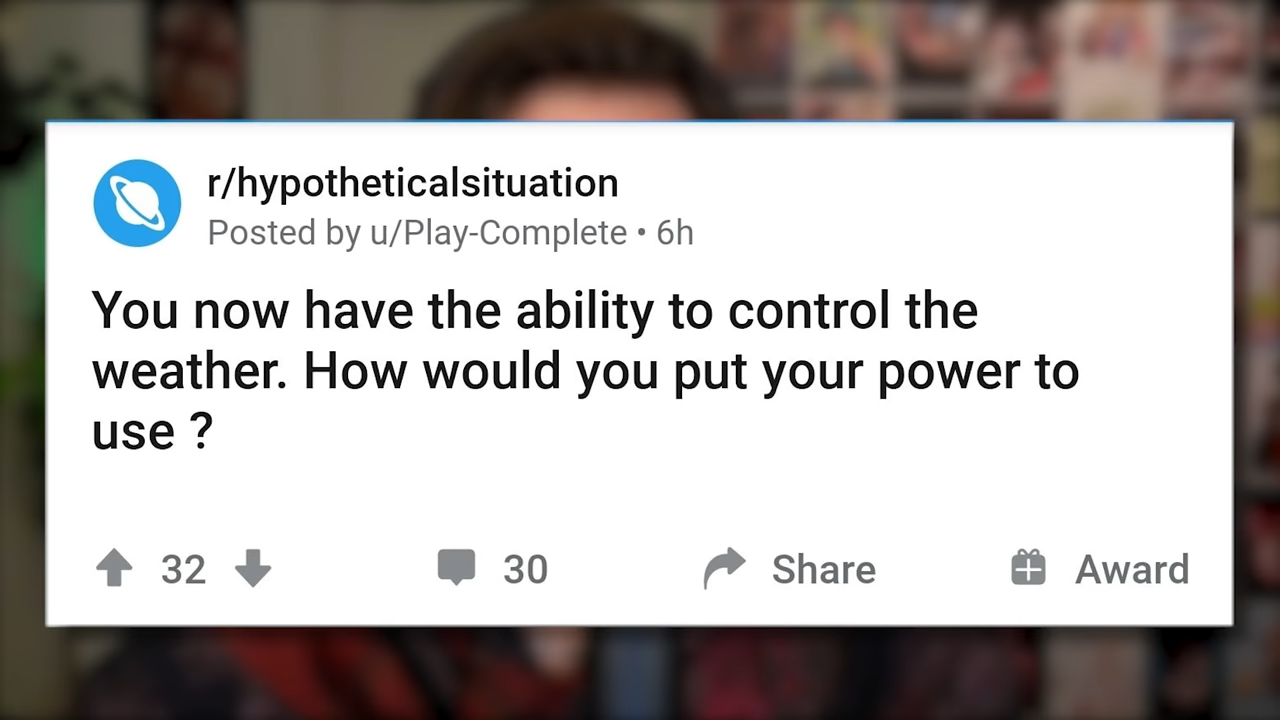 r/hypotheticalsituation
Posted by u/Play-Complete • 6h
You now have the ability to control the
weather. How would you put your power to
use ?
32
30
Share
Award